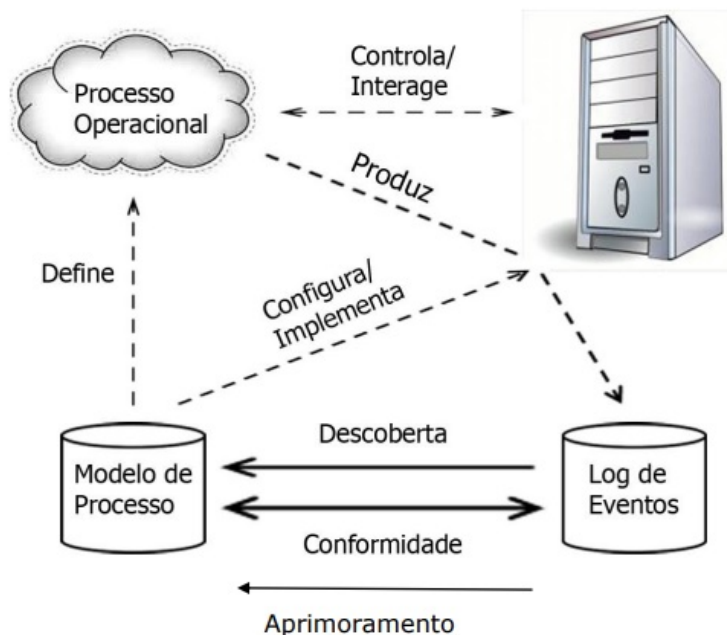 Controla/
Interage
Processo
Operacional
Produz
Define
Configura/
Implementa
Descoberta
Modelo de
Processo
Log de
Eventos
Conformidade
Aprimoramento